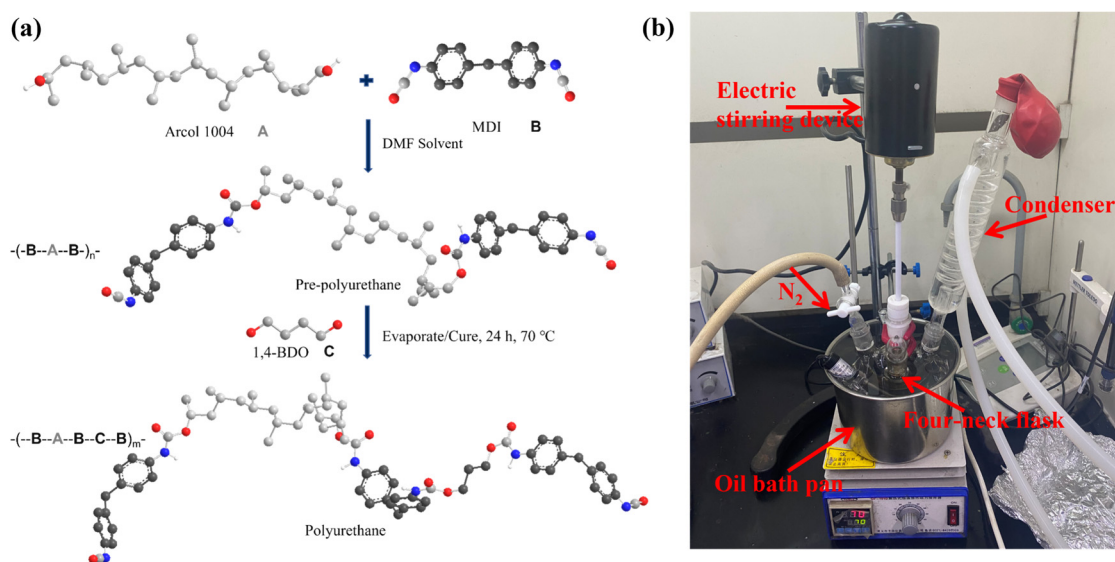 (a)
Arcol 1004 A
MDI B
DMF Solvent
-(-B--A--B-)n-
Pre-polyurethane
1,4-BDO C
Evaporate/Cure, 24 h, 70 ℃
-(--B--A--B--C--B)m-
Polyurethane
(b)
Electric
stirring device
Condenser
N2
Four-neck flask
Oil bath pan